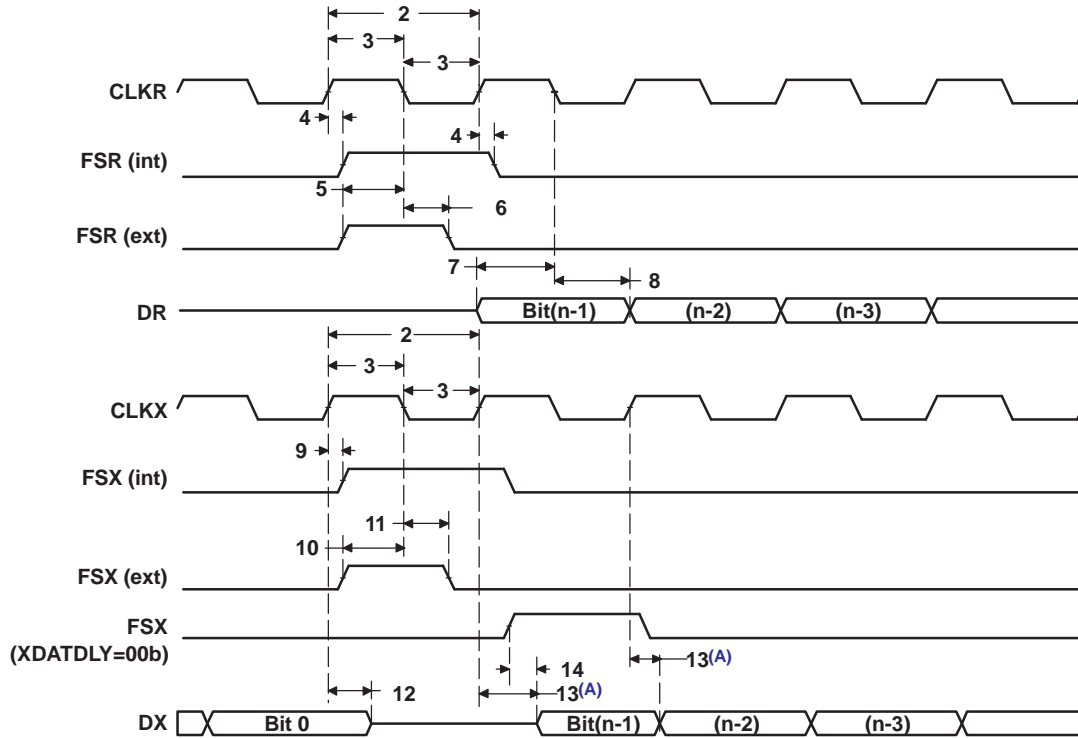 2
3
3
CLKR
4
4
FSR (int)
5
6
FSR (ext)
7
8
DR
Bit(n-1)
(n-2)
(n-3)
2
3
3
CLKX
9
FSX (int)
11
10
FSX (ext)
FSX
(XDATDLY=00b)
13(A)
14
13(A)
12
DX
Bit 0
Bit(n-1)
(n-2)
(n-3)